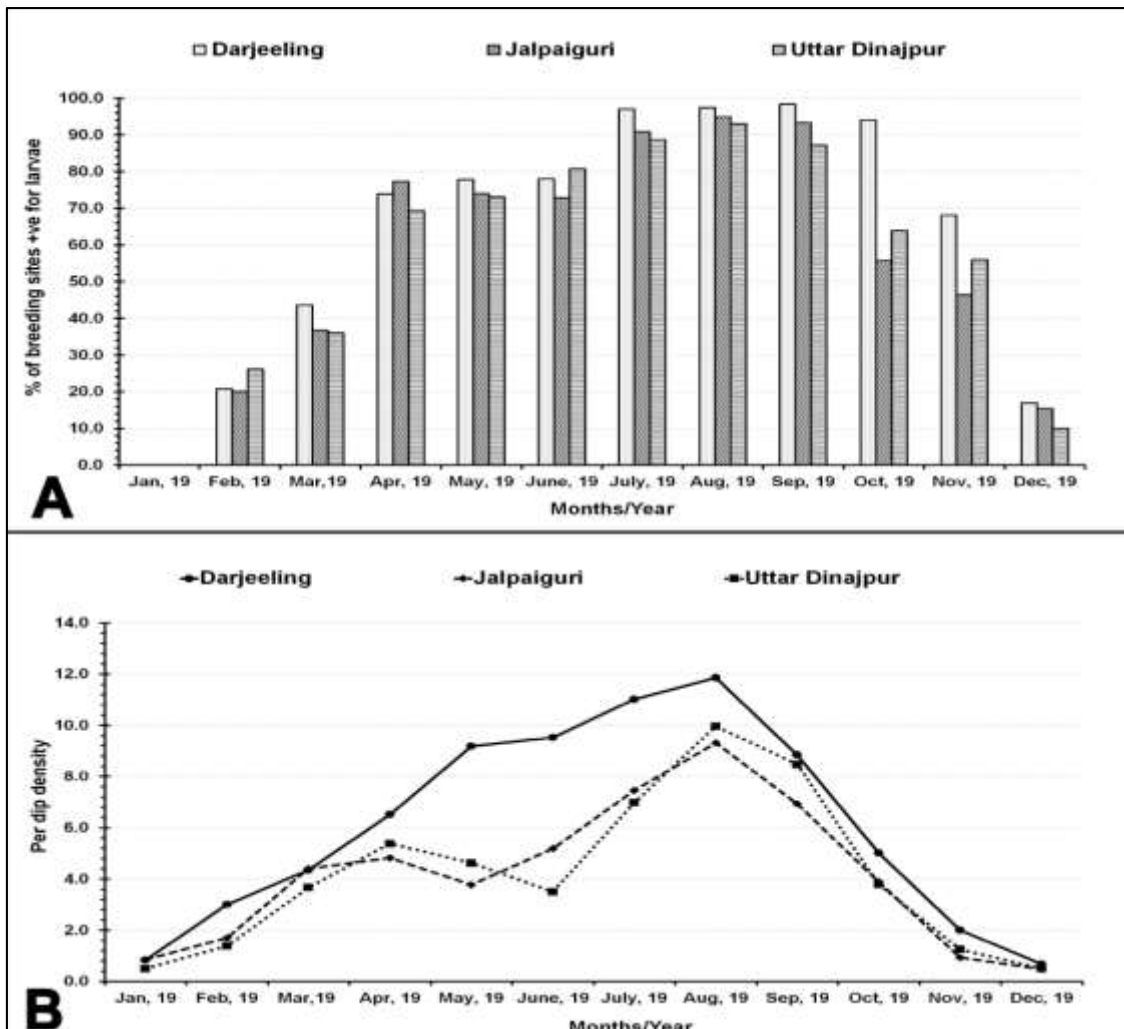 Darjeeling Jalpaiguri Uttar Dinajpur
100.0
90.0
80.0
70.0
60.0
50.0
40.0
30.0
20.0
10.0
0.0
% of breeding sites +ve for larvae
Jan, 19 Feb, 19 Mar,19 Apr, 19 May, 19 June, 19 July, 19 Aug, 19 Sep, 19 Oct, 19 Nov, 19 Dec, 19
Months/Year
A
Darjeeling Jalpaiguri Uttar Dinajpur
14.0
12.0
10.0
8.0
6.0
4.0
2.0
0.0
Per dip density
Jan, 19 Feb, 19 Mar,19 Apr, 19 May, 19 June, 19 July, 19 Aug, 19 Sep, 19 Oct, 19 Nov, 19 Dec, 19
Months/Year
B